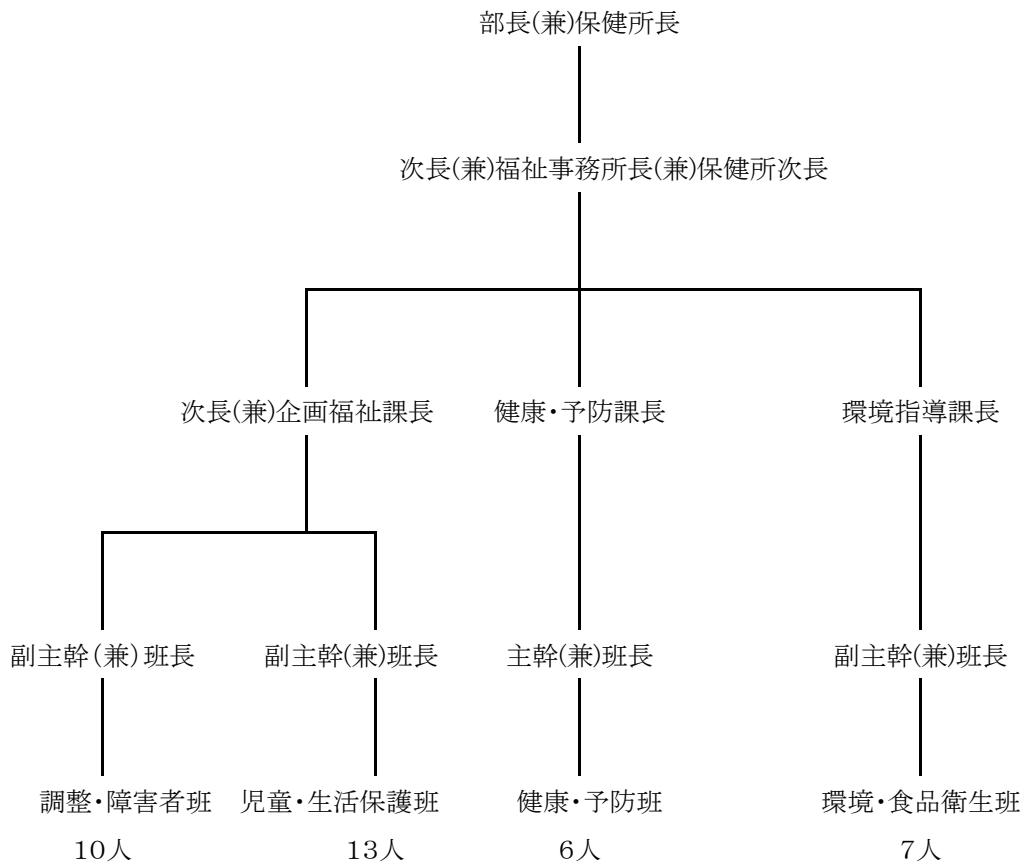 部長(兼)保健所長
次長(兼)福祉事務所長(兼)保健所次長
次長(兼)企画福祉課長 健康・予防課長 環境指導課長
副主幹(兼)班長 副主幹(兼)班長 主幹(兼)班長 副主幹(兼)班長
調整・障害者班 児童・生活保護班 健康・予防班 環境・食品衛生班
10人 13人 6人 7人